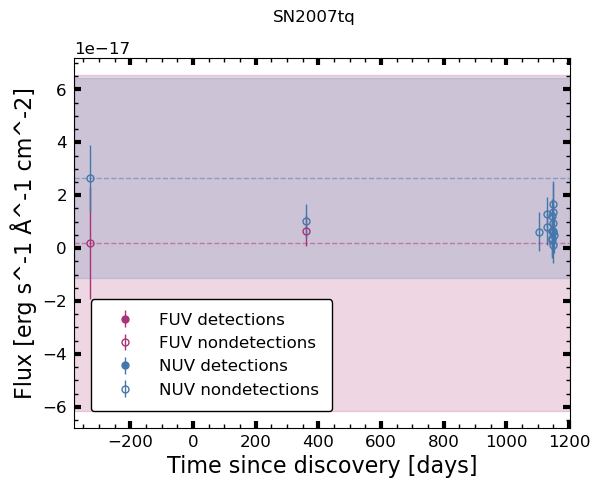 SN2007tq
1e−17
Flux [erg s^-1 Å^-1 cm^-2]
6
4
2
0
−2
−4
−6
FUV detections
FUV nondetections
NUV detections
NUV nondetections
−200 0 200 400 600 800 1000 1200
Time since discovery [days]